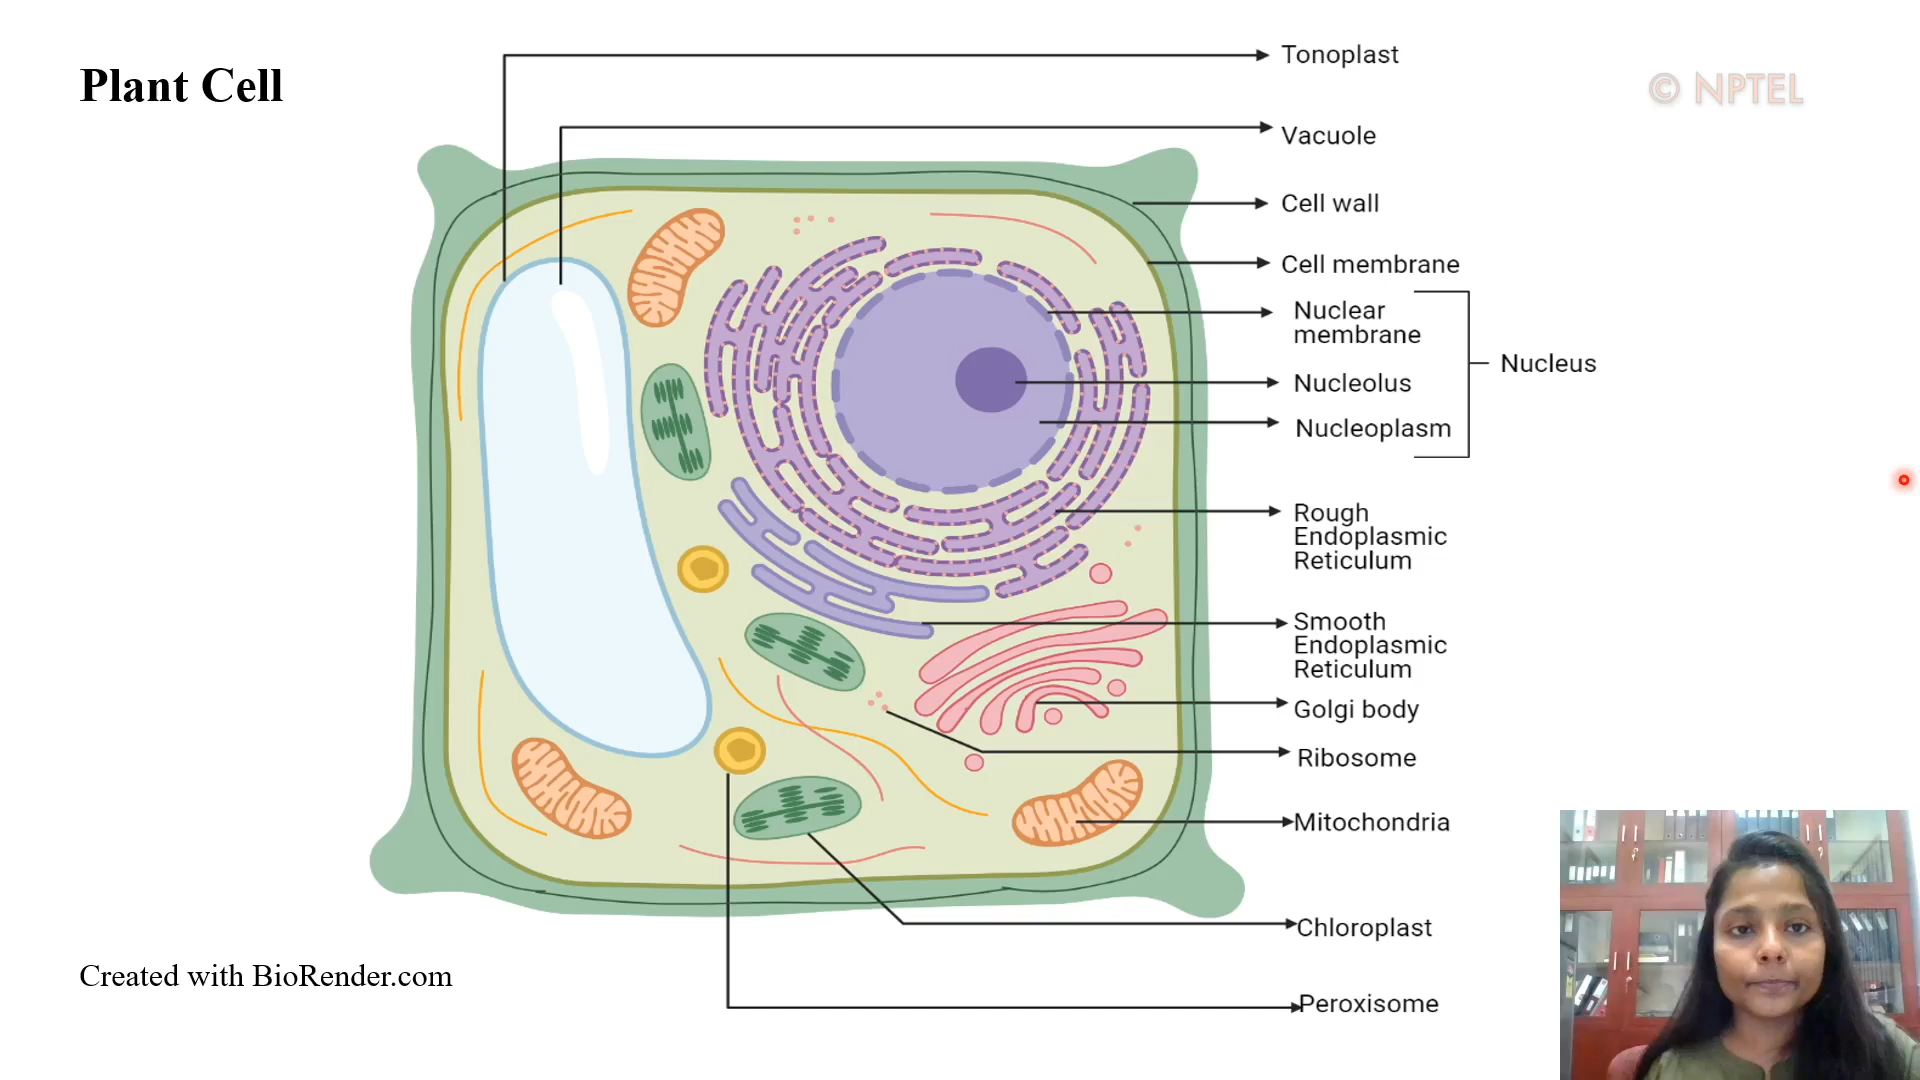 Plant Cell
© NPTEL
Tonoplast
Vacuole
Cell wall
Cell membrane
Nuclear
membrane
Nucleolus
Nucleoplasm
Nucleus
Rough
Endoplasmic
Reticulum
Smooth
Endoplasmic
Reticulum
Golgi body
Ribosome
Mitochondria
Chloroplast
Peroxisome
Created with BioRender.com